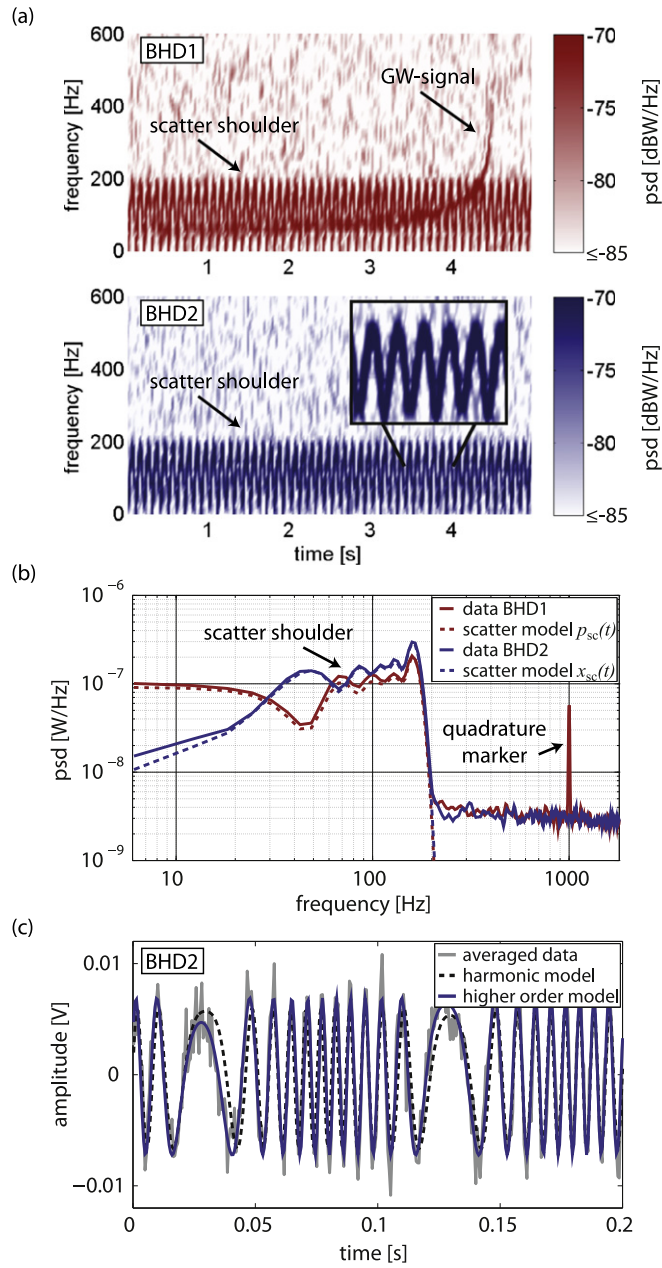 (a)
BHD1
GW-signal
scatter shoulder
frequency [Hz]
600
400
200
0
1 2 3 4
-70
-75
-80
≤-85
psd [dBW/Hz]
BHD2
scatter shoulder
frequency [Hz]
600
400
200
0
1 2 3 4
time [s]
-70
-75
-80
≤-85
psd [dBW/Hz]
(b)
psd [W/Hz]
10⁻⁶
10⁻⁷
10⁻⁸
10⁻⁹
scatter shoulder
data BHD1
scatter model psc(t)
data BHD2
scatter model xsc(t)
quadrature
marker
10 100 1000
frequency [Hz]
(c)
BHD2
averaged data
harmonic model
higher order model
amplitude [V]
0.01
0
−0.01
0 0.05 0.1 0.15 0.2
time [s]